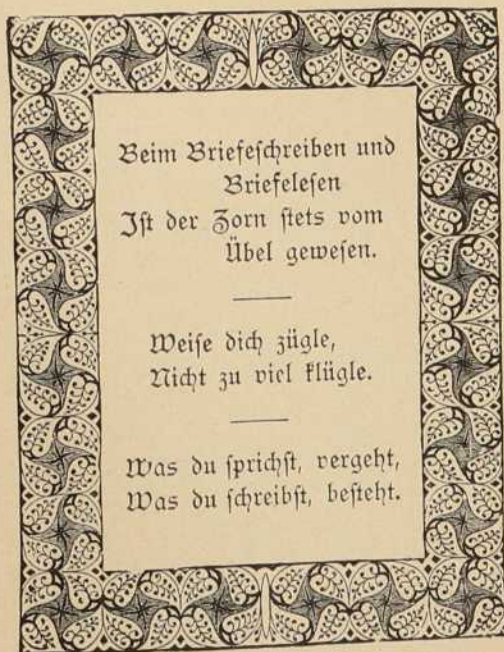 Beim Briefeschreiben und
Briefelesen
Ist der Zorn stets vom
Übel gewesen.
Weise dich zügle,
Nicht zu viel klügle.
Was du sprichst, vergeht,
Was du schreibst, besteht.